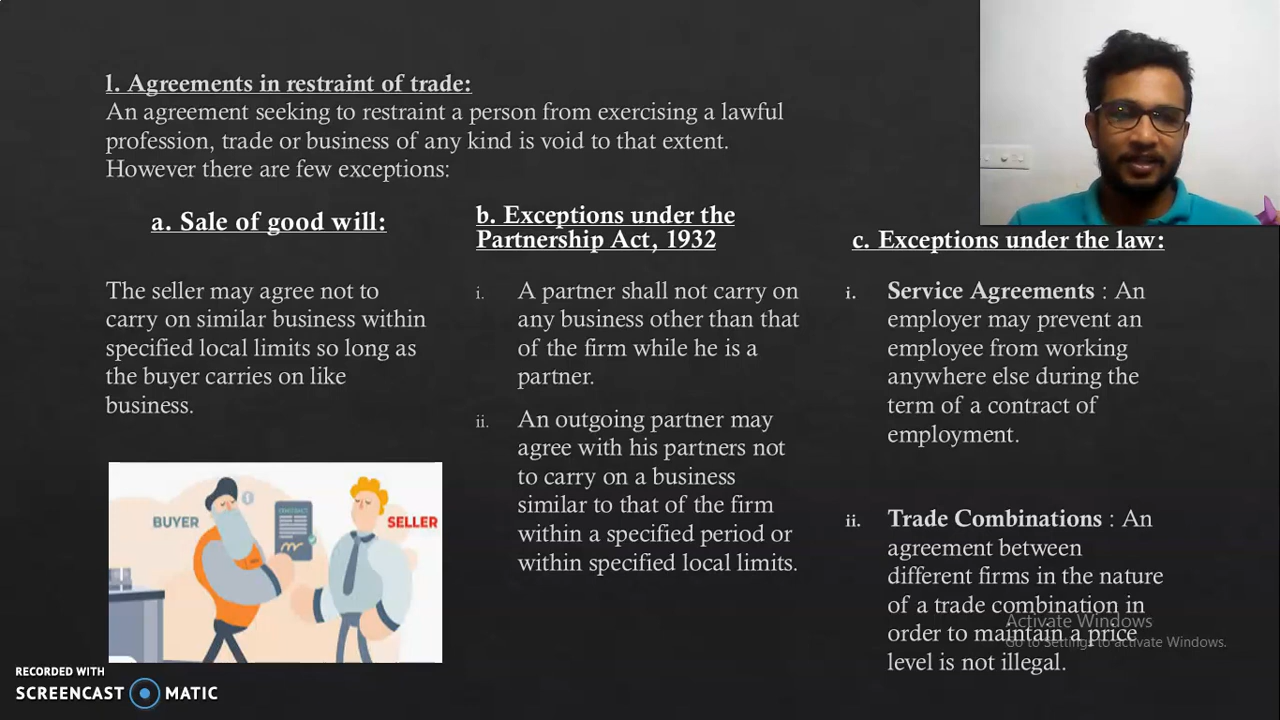 l. Agreements in restraint of trade:
An agreement seeking to restraint a person from exercising a lawful
profession, trade or business of any kind is void to that extent.
However there are few exceptions:
a. Sale of good will:
The seller may agree not to
carry on similar business within
specified local limits so long as
the buyer carries on like
business.
BUYER
CONTRACT
SELLER
b. Exceptions under the
Partnership Act, 1932
i. A partner shall not carry on
any business other than that
of the firm while he is a
partner.
ii. An outgoing partner may
agree with his partners not
to carry on a business
similar to that of the firm
within a specified period or
within specified local limits.
c. Exceptions under the law:
i. Service Agreements : An
employer may prevent an
employee from working
anywhere else during the
term of a contract of
employment.
ii. Trade Combinations : An
agreement between
different firms in the nature
of a trade combination in
order to maintain a price
level is not illegal.
Activate Windows
Go to Settings to activate Windows.
RECORDED WITH
SCREENCAST MATIC